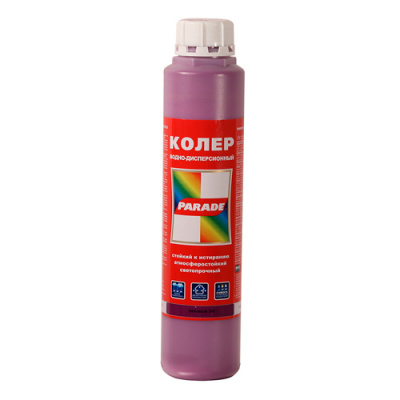 КОЛЕР
ВОДНО-ДИСПЕРСИОННЫЙ
PARADE
стойкий к истиранию
атмосферостойкий
светопрочный